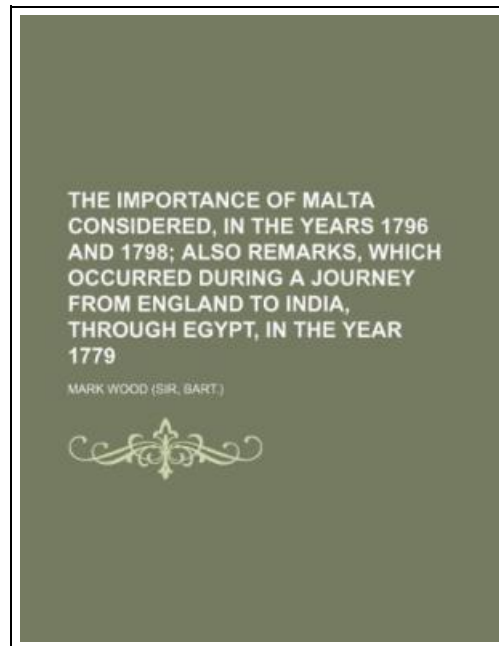 THE IMPORTANCE OF MALTA
CONSIDERED, IN THE YEARS 1796
AND 1798; ALSO REMARKS, WHICH
OCCURRED DURING A JOURNEY
FROM ENGLAND TO INDIA,
THROUGH EGYPT, IN THE YEAR
1779
MARK WOOD (SIR, BART.)